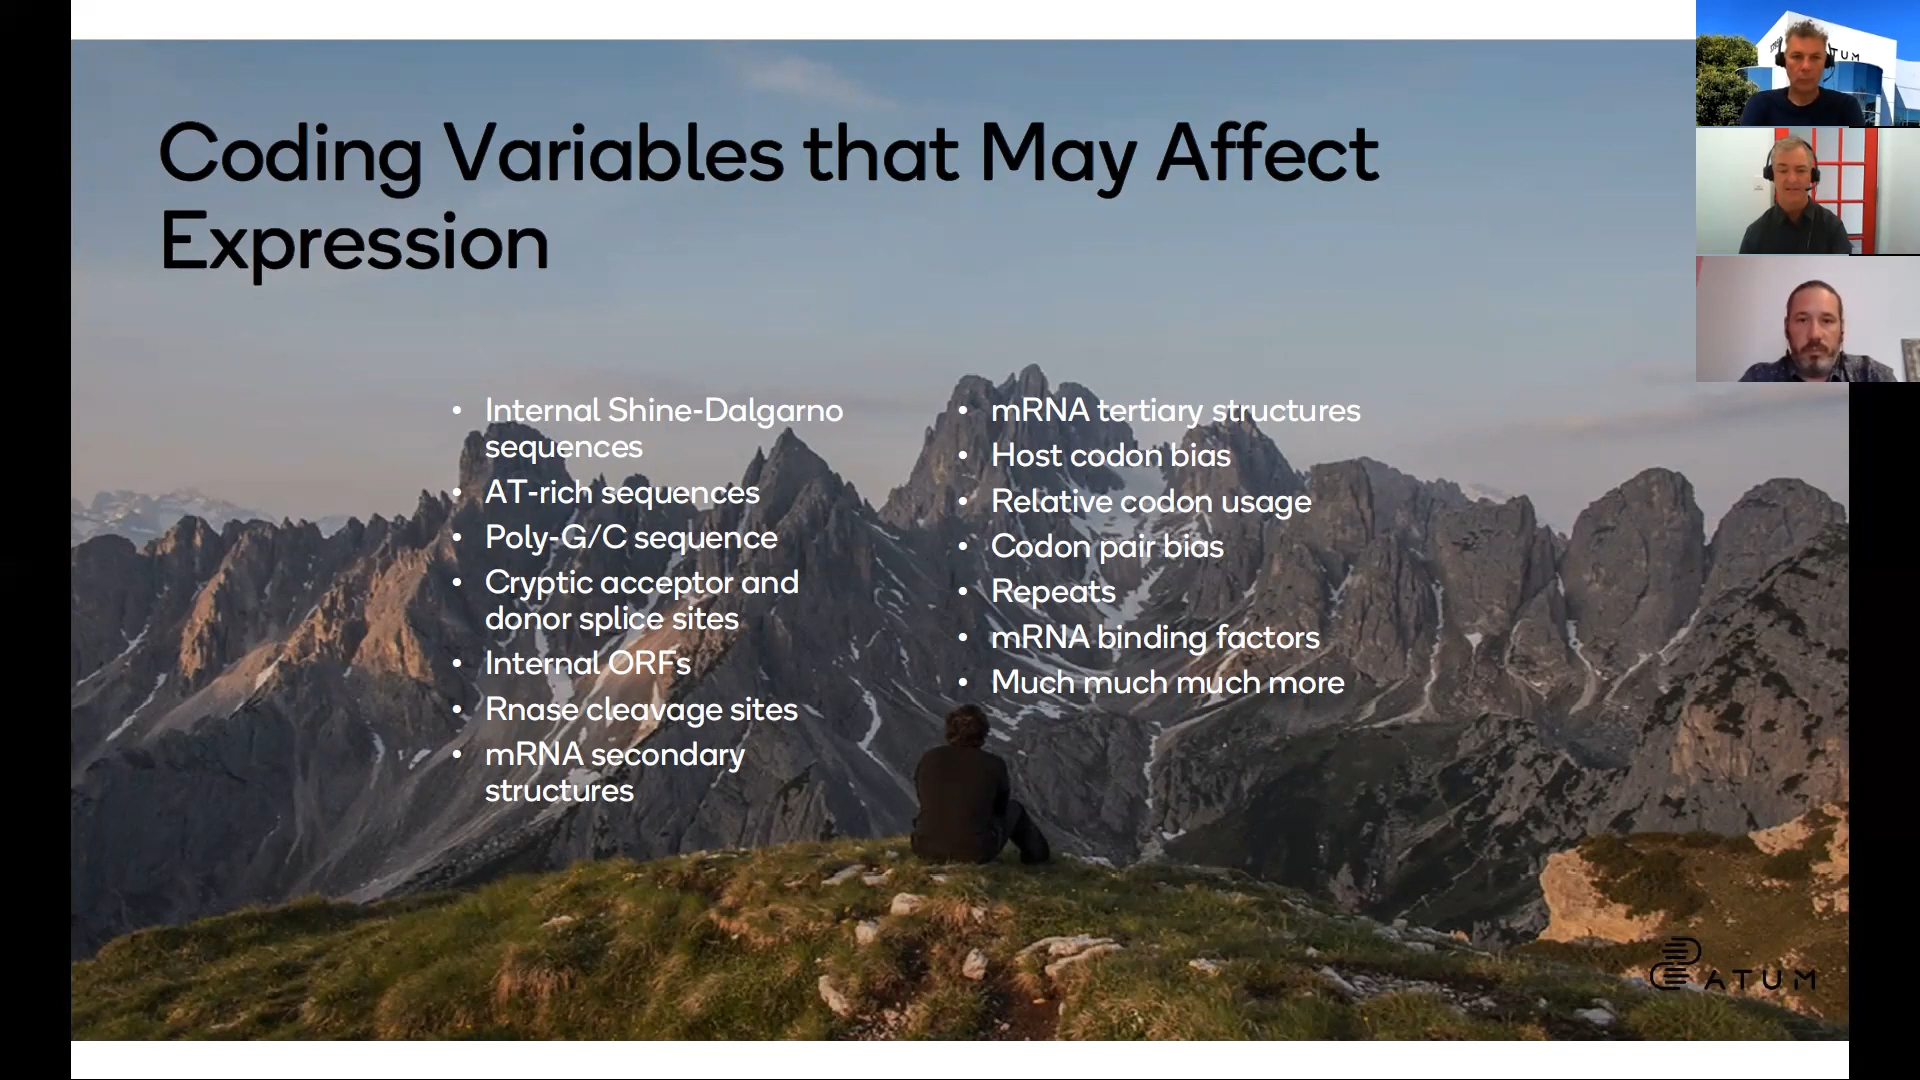 Coding Variables that May Affect
Expression
• Internal Shine-Dalgarno
sequences
• AT-rich sequences
• Poly-G/C sequence
• Cryptic acceptor and
donor splice sites
• Internal ORFs
• Rnase cleavage sites
• mRNA secondary
structures
• mRNA tertiary structures
• Host codon bias
• Relative codon usage
• Codon pair bias
• Repeats
• mRNA binding factors
• Much much much more
ATUM
TUM